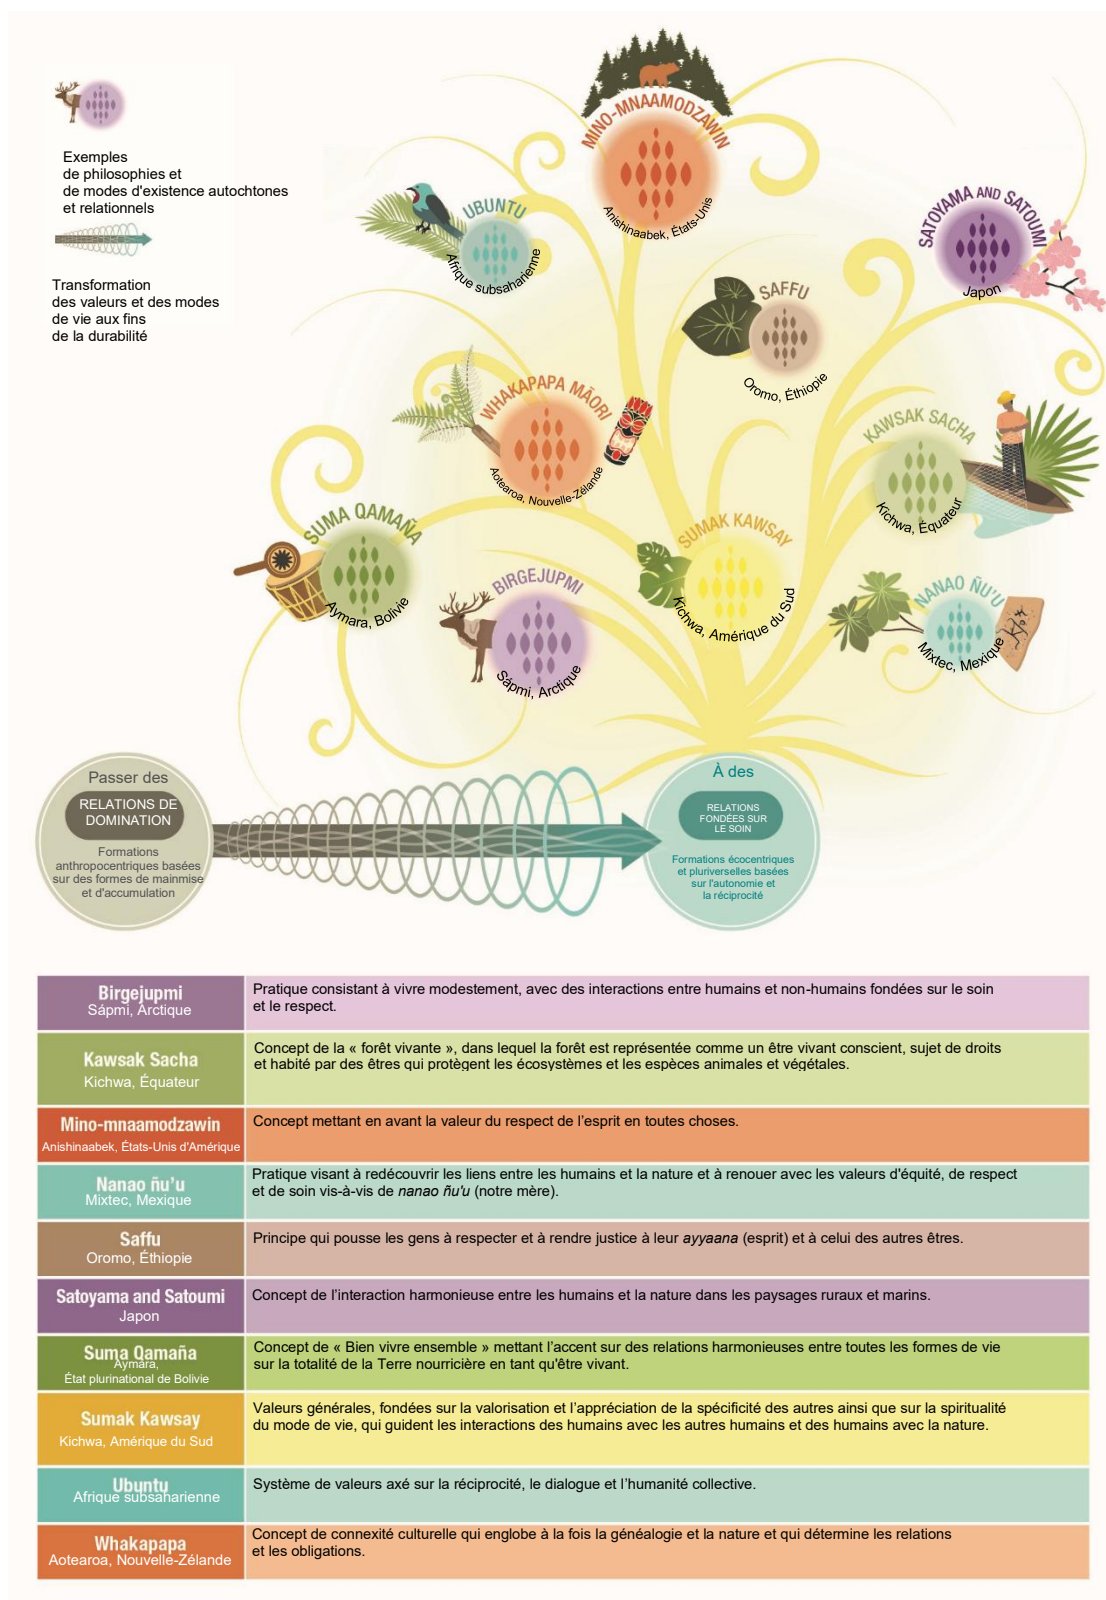 Exemples
de philosophies et
de modes d'existence autochtones
et relationnels
Transformation
des valeurs et des modes
de vie aux fins
de la durabilité
MINO-MNAAMODZAWIN
Anishinaabek, États-Unis
UBUNTU
Afrique subsaharienne
SATOYAMA AND SATOUMI
Japon
SAFFU
Oromo, Éthiopie
WHAKAPAPA MĀORI
Aotearoa, Nouvelle-Zélande
KAWSAK SACHA
Kichwa, Équateur
SUMA QAMAÑA
Aymara, Bolivie
SUMAK KAWSAY
Kichwa, Amérique du Sud
BIRGEJUPMI
Sápmi, Arctique
NANAO ÑU'U
Mixtec, Mexique
Passer des
RELATIONS DE
DOMINATION
Formations
anthropocentriques basées
sur des formes de mainmise
et d'accumulation
À des
RELATIONS
FONDÉES SUR
LE SOIN
Formations écocentriques
et pluriverselles basées
sur l'autonomie et
la réciprocité
Birgejupmi
Sápmi, Arctique
Pratique consistant à vivre modestement, avec des interactions entre humains et non-humains fondées sur le soin
et le respect.
Kawsak Sacha
Kichwa, Équateur
Concept de la « forêt vivante », dans lequel la forêt est représentée comme un être vivant conscient, sujet de droits
et habité par des êtres qui protègent les écosystèmes et les espèces animales et végétales.
Mino-mnaamodzawin
Anishinaabek, États-Unis d'Amérique
Concept mettant en avant la valeur du respect de l'esprit en toutes choses.
Nanao ñu'u
Mixtec, Mexique
Pratique visant à redécouvrir les liens entre les humains et la nature et à renouer avec les valeurs d'équité, de respect
et de soin vis-à-vis de nanao ñu'u (notre mère).
Saffu
Oromo, Éthiopie
Principe qui pousse les gens à respecter et à rendre justice à leur ayyaana (esprit) et à celui des autres êtres.
Satoyama and Satoumi
Japon
Concept de l'interaction harmonieuse entre les humains et la nature dans les paysages ruraux et marins.
Suma Qamaña
Aymara,
État plurinational de Bolivie
Concept de « Bien vivre ensemble » mettant l'accent sur des relations harmonieuses entre toutes les formes de vie
sur la totalité de la Terre nourricière en tant qu'être vivant.
Sumak Kawsay
Kichwa, Amérique du Sud
Valeurs générales, fondées sur la valorisation et l'appréciation de la spécificité des autres ainsi que sur la spiritualité
du mode de vie, qui guident les interactions des humains avec les autres humains et des humains avec la nature.
Ubuntu
Afrique subsaharienne
Système de valeurs axé sur la réciprocité, le dialogue et l'humanité collective.
Whakapapa
Aotearoa, Nouvelle-Zélande
Concept de connexité culturelle qui englobe à la fois la généalogie et la nature et qui détermine les relations
et les obligations.